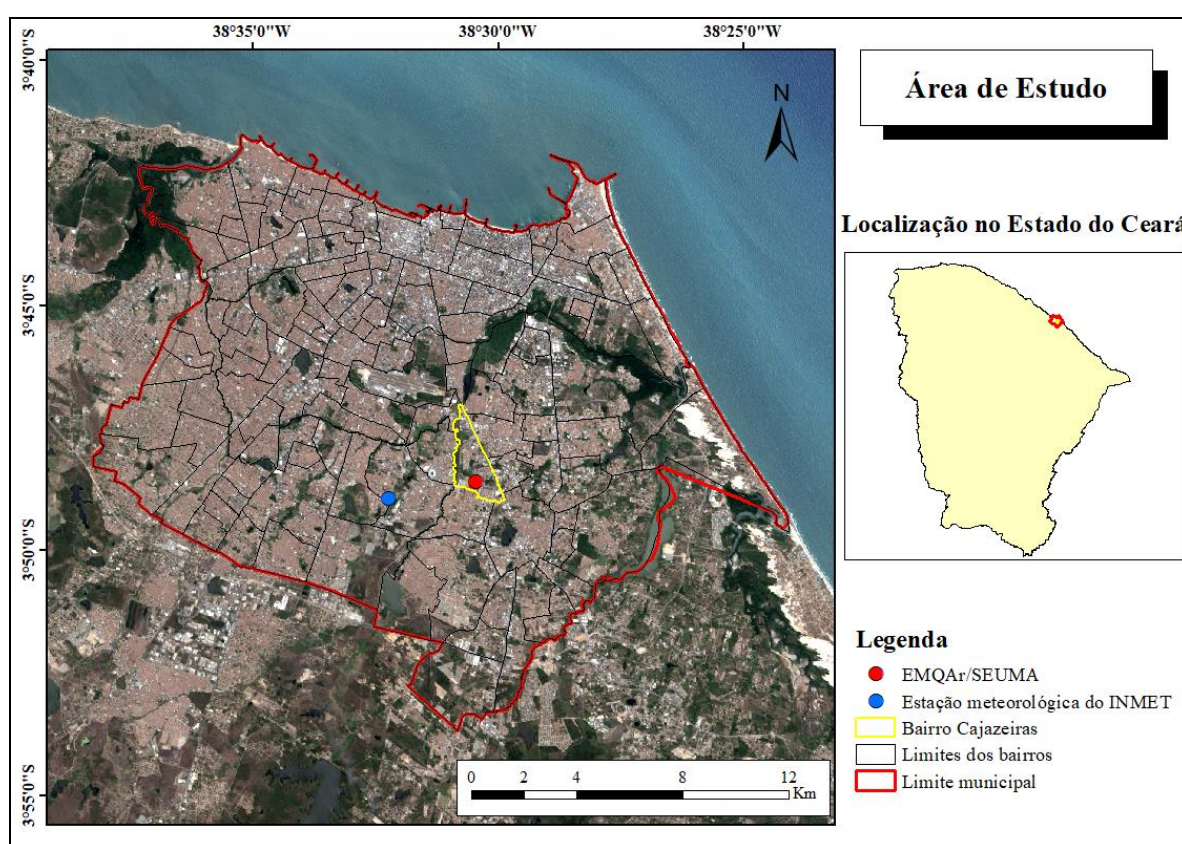 38°35'0"W 38°30'0"W 38°25'0"W
3°40'0"S
3°45'0"S
3°50'0"S
3°55'0"S
N
0 2 4 8 12
Km
Área de Estudo
Localização no Estado do Ceará
Legenda
EMQAr/SEUMA
Estação meteorológica do INMET
Bairro Cajazeiras
Limites dos bairros
Limite municipal